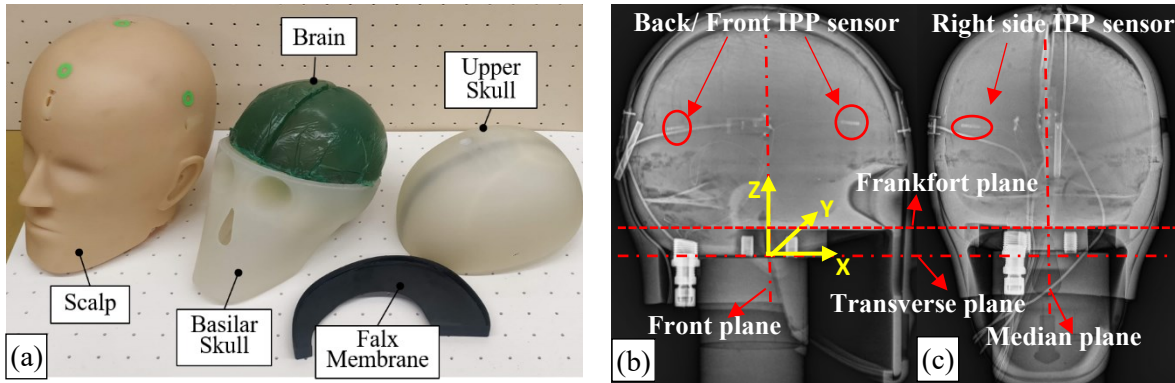 Brain
Upper
Skull
Scalp
Basilar
Skull
Falx
Membrane
(a)
Back/ Front IPP sensor
Right side IPP sensor
Frankfort plane
Z
Y
X
Transverse plane
Front plane
Median plane
(b)
(c)